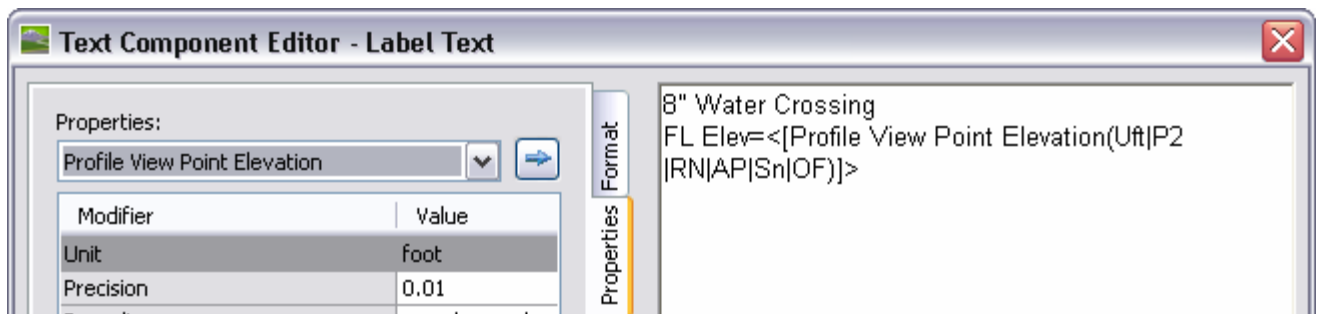 Text Component Editor - Label Text
Properties:
Profile View Point Elevation
Modifier Value
Unit foot
Precision 0.01
Format
Properties
8" Water Crossing
FL Elev=<[Profile View Point Elevation(Uft|P2
|RN|AP|Sn|OF)]>